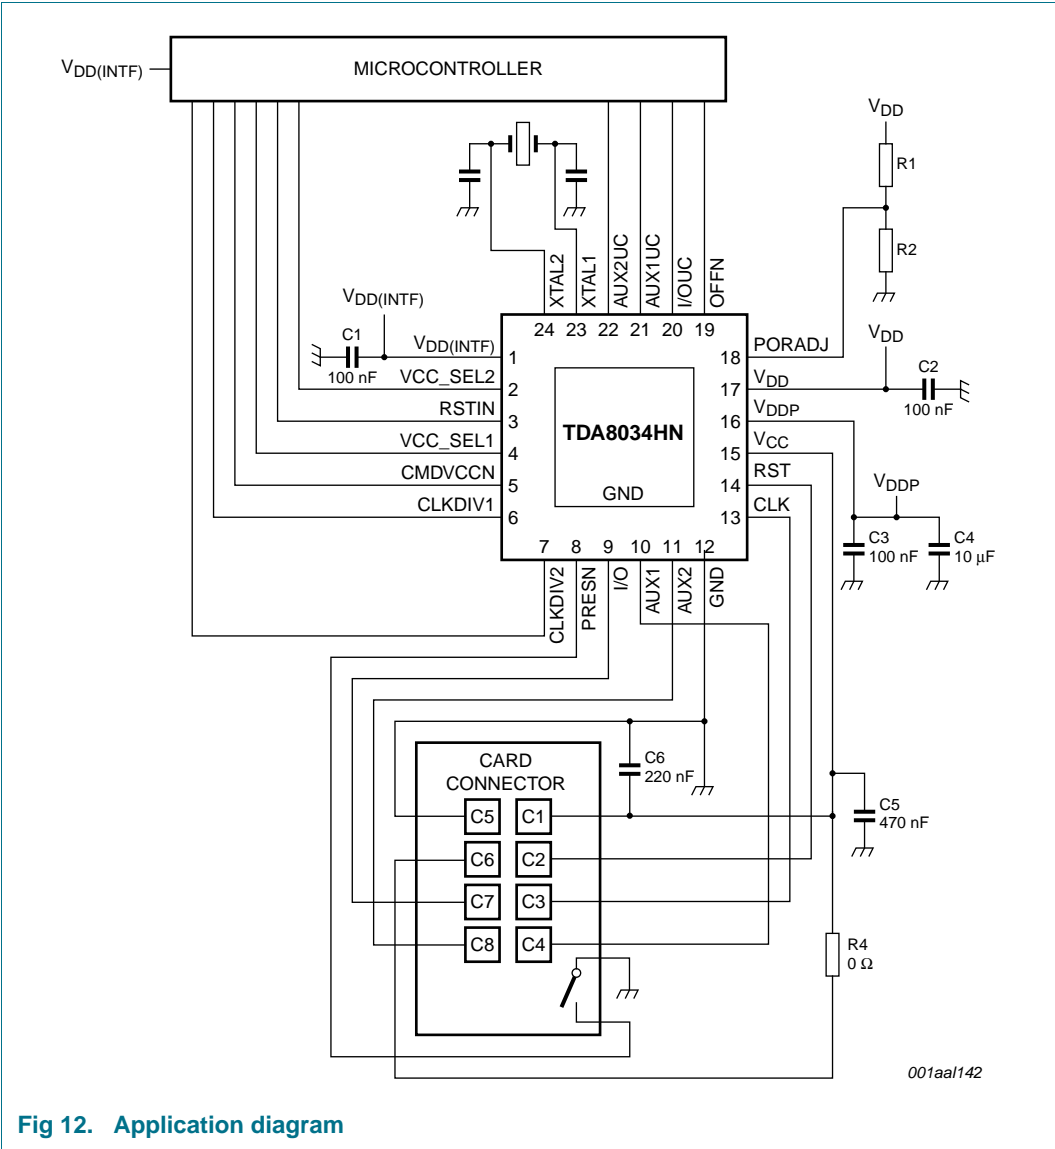 MICROCONTROLLER
VDD(INTF)
VDD
R1
R2
XTAL2
XTAL1
AUX2UC
AUX1UC
I/OUC
OFFN
VDD(INTF)
C1
100 nF
VDD(INTF)
VCC_SEL2
RSTIN
VCC_SEL1
CMDVCCN
CLKDIV1
24 23 22 21 20 19
1
2
3
4
5
6
TDA8034HN
GND
18
17
16
15
14
13
PORADJ
VDD
VDDP
VCC
RST
CLK
VDD
C2
100 nF
VDDP
C3
100 nF
C4
10 μF
7 8 9 10 11 12
CLKDIV2
PRESN
I/O
AUX1
AUX2
GND
CARD
CONNECTOR
C6
220 nF
C5 C1
C6 C2
C7 C3
C8 C4
C5
470 nF
R4
0 Ω
001aal142
Fig 12. Application diagram